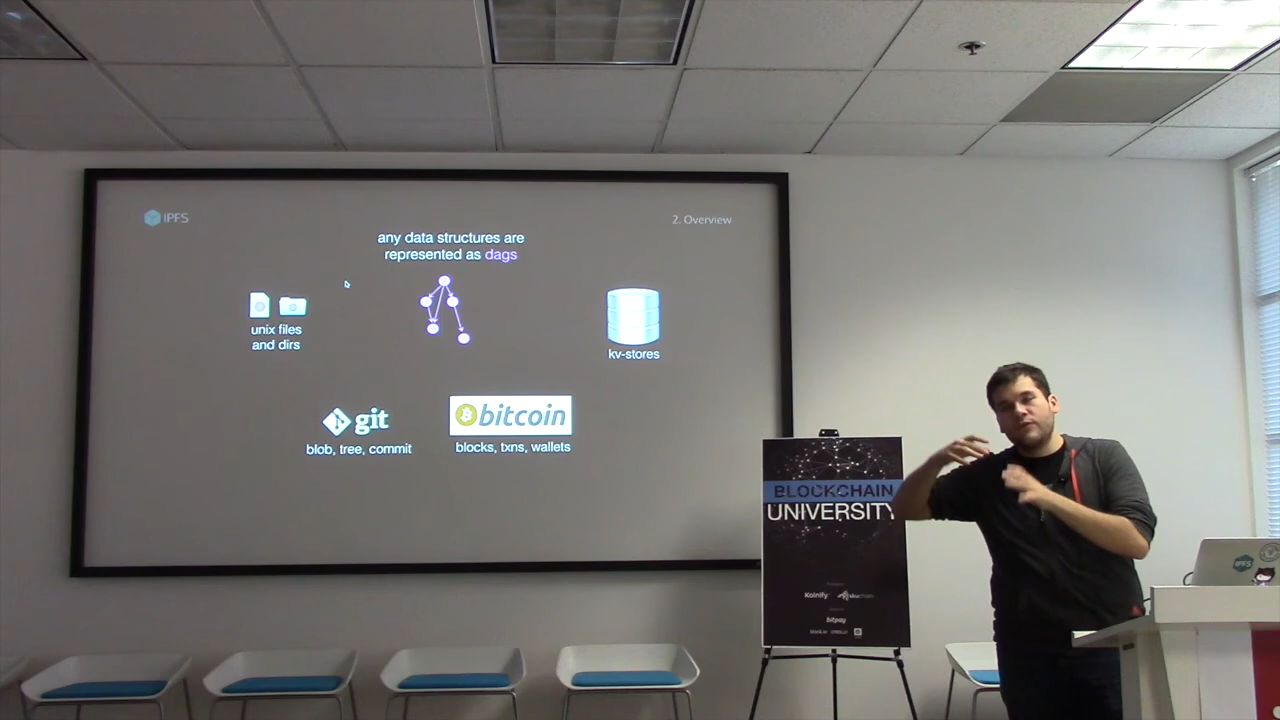 IPFS
2. Overview
any data structures are
represented as dags
unix files
and dirs
kv-stores
git
bitcoin
blob, tree, commit
blocks, txns, wallets
BLOCKCHAIN
UNIVERSITY
Koinify
bitpay
IPFS